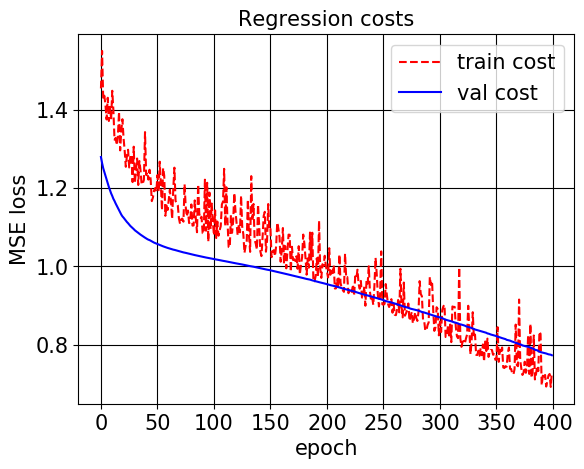 Regression costs
train cost
val cost
MSE loss
1.4
1.2
1.0
0.8
0 50 100 150 200 250 300 350 400
epoch